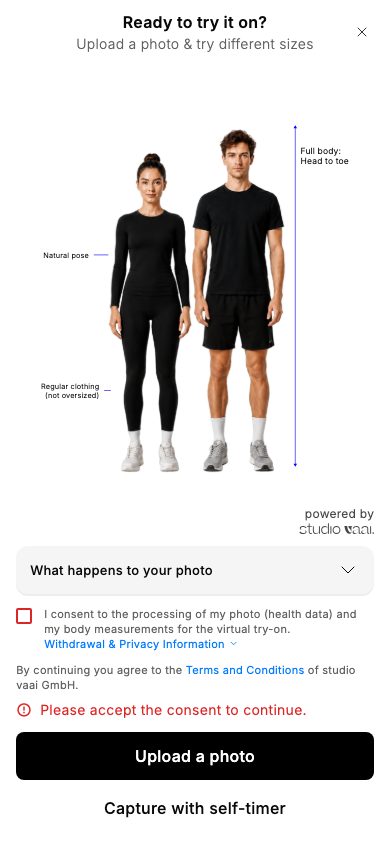 Ready to try it on?
Upload a photo & try different sizes
Full body:
Head to toe
Natural pose
Regular clothing
(not oversized)
powered by
studio vaai.
What happens to your photo
I consent to the processing of my photo (health data) and
my body measurements for the virtual try-on.
Withdrawal & Privacy Information
By continuing you agree to the Terms and Conditions of studio
vaai GmbH.
Please accept the consent to continue.
Upload a photo
Capture with self-timer